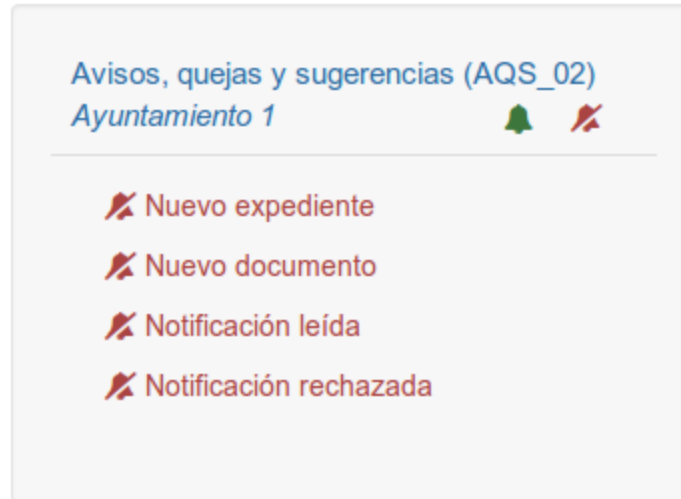 Avisos, quejas y sugerencias (AQS_02)
Ayuntamiento 1
Nuevo expediente
Nuevo documento
Notificación leída
Notificación rechazada